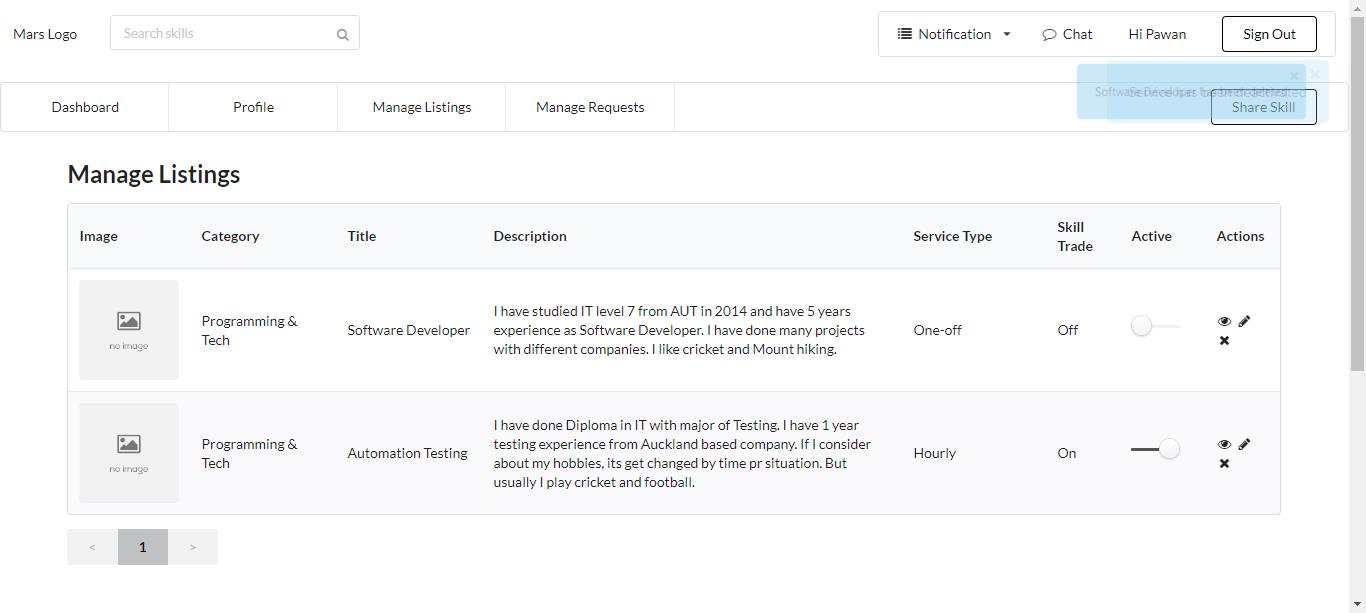 Mars Logo
Search skills
Notification
Chat
Hi Pawan
Sign Out
Dashboard
Profile
Manage Listings
Manage Requests
Software Developer has been deleted
Service has been deactivated
Share Skill
Manage Listings
Image
Category
Title
Description
Service Type
Skill
Trade
Active
Actions
no image
Programming &
Tech
Software Developer
I have studied IT level 7 from AUT in 2014 and have 5 years
experience as Software Developer. I have done many projects
with different companies. I like cricket and Mount hiking.
One-off
Off
no image
Programming &
Tech
Automation Testing
I have done Diploma in IT with major of Testing. I have 1 year
testing experience from Auckland based company. If I consider
about my hobbies, its get changed by time pr situation. But
usually I play cricket and football.
Hourly
On
<
1
>